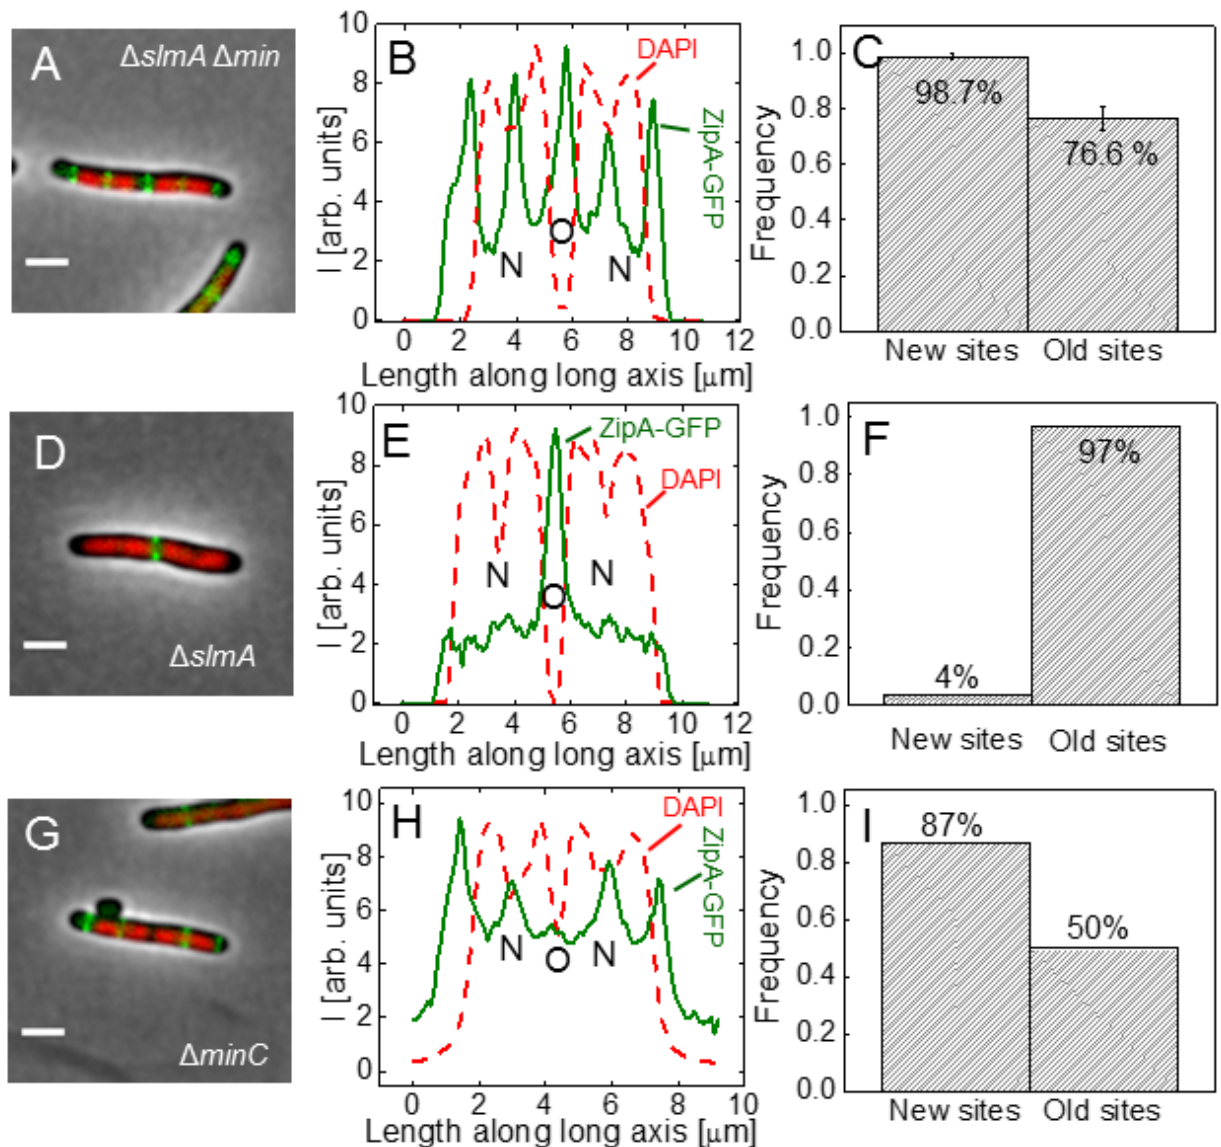 A
ΔslmA Δmin
B
10
8
6
4
2
0
I [arb. units]
DAPI
ZipA-GFP
N
O
N
0 2 4 6 8 10 12
Length along long axis [μm]
C
1.0
0.8
0.6
0.4
0.2
0.0
Frequency
98.7%
76.6 %
New sites Old sites
D
ΔslmA
E
10
8
6
4
2
0
I [arb. units]
ZipA-GFP
DAPI
N
O
N
0 2 4 6 8 10 12
Length along long axis [μm]
F
1.0
0.8
0.6
0.4
0.2
0.0
Frequency
4%
97%
New sites Old sites
G
ΔminC
H
10
8
6
4
2
0
I [arb. units]
DAPI
ZipA-GFP
N
O
N
0 2 4 6 8 10
Length along long axis [μm]
I
1.0
0.8
0.6
0.4
0.2
0.0
Frequency
87%
50%
New sites Old sites